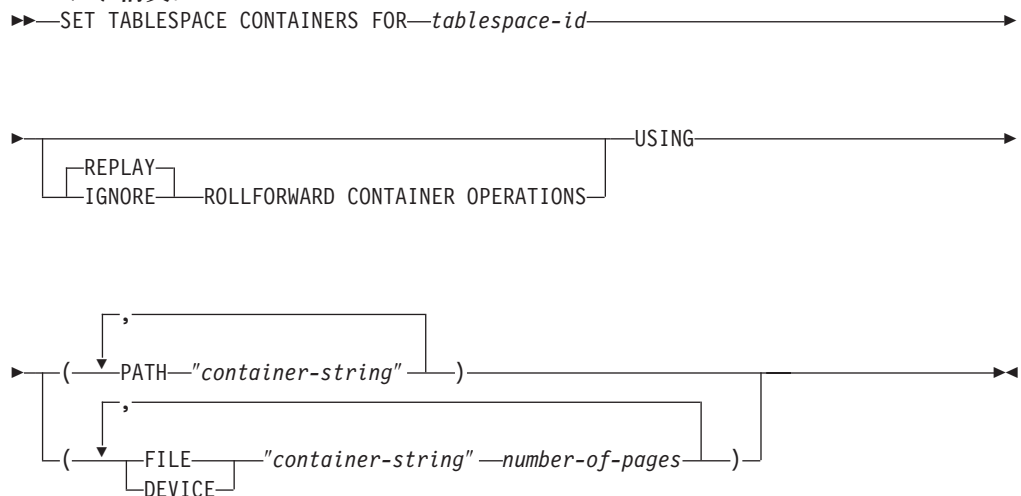 SET TABLESPACE CONTAINERS FOR tablespace-id
USING
REPLAY
IGNORE ROLLFORWARD CONTAINER OPERATIONS
,
( PATH "container-string" )
,
( FILE "container-string" number-of-pages )
DEVICE